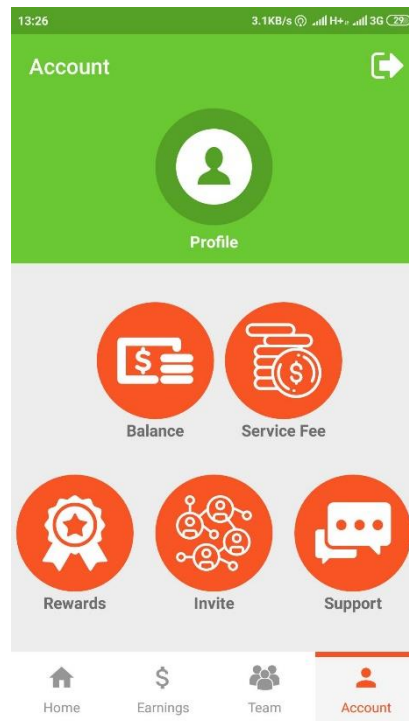 13:26 3.1KB/s H+ 3G 29
Account
Profile
$ $
Balance Service Fee
Rewards Invite Support
$
Home Earnings Team Account